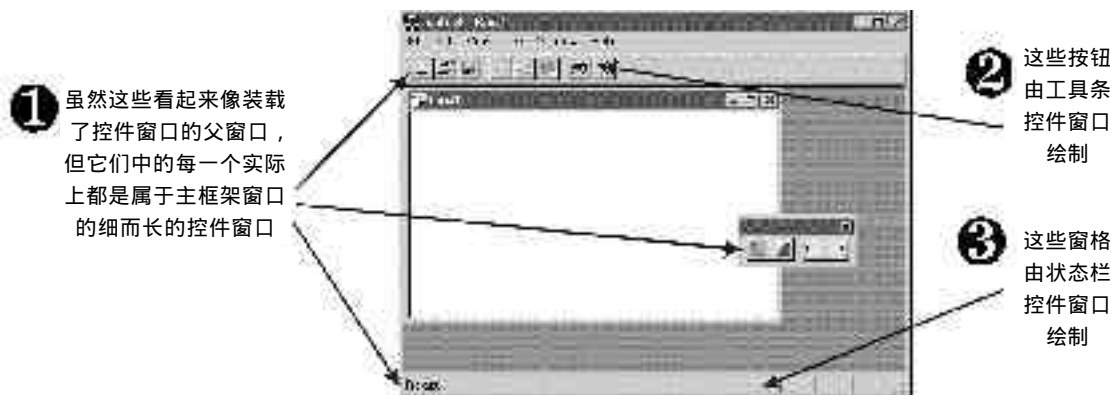 1
虽然这些看起来像装载
了控件窗口的父窗口，
但它们中的每一个实际
上都是属于主框架窗口
的细而长的控件窗口
2
这些按钮
由工具条
控件窗口
绘制
3
这些窗格
由状态栏
控件窗口
绘制